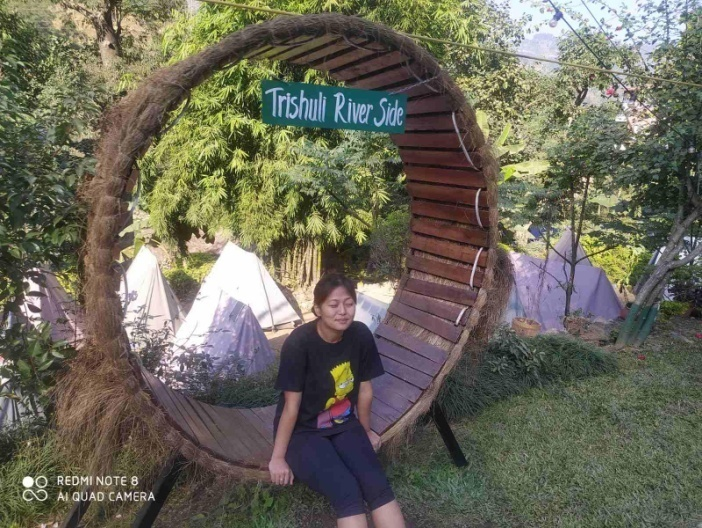 Trishuli River Side
REDMI NOTE 8
AI QUAD CAMERA